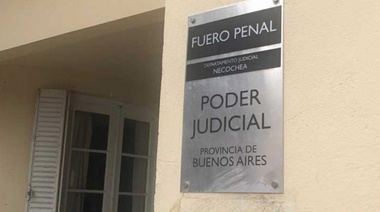 FUERO PENAL
DEPARTAMENTO JUDICIAL
NECOCHEA
PODER
JUDICIAL
PROVINCIA DE
BUENOS AIRES